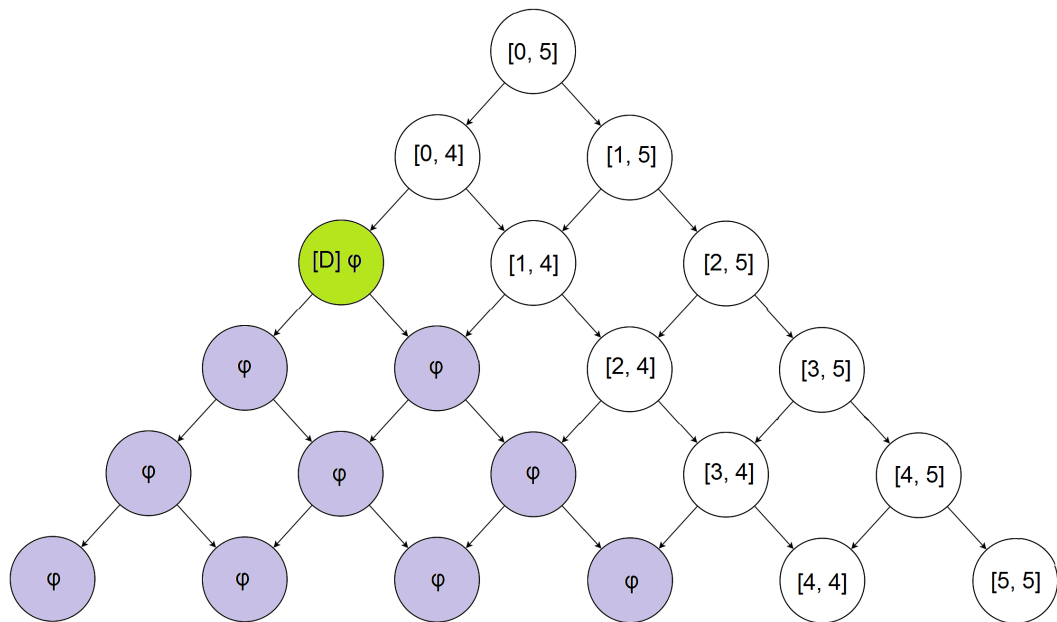 [0, 5]
[0, 4] [1, 5]
[D] φ [1, 4] [2, 5]
φ φ [2, 4] [3, 5]
φ φ φ [3, 4] [4, 5]
φ φ φ φ [4, 4] [5, 5]